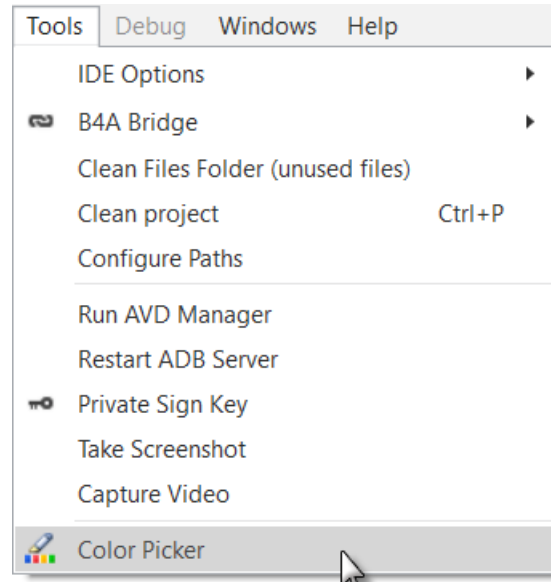 Tools Debug Windows Help
IDE Options
B4A Bridge
Clean Files Folder (unused files)
Clean project Ctrl+P
Configure Paths
Run AVD Manager
Restart ADB Server
Private Sign Key
Take Screenshot
Capture Video
Color Picker